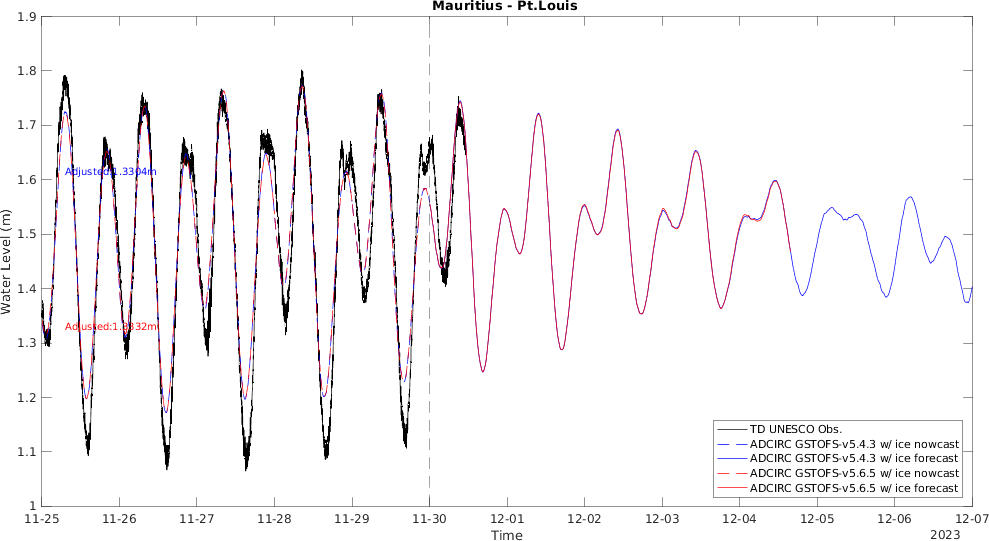 Mauritius - Pt.Louis
1.9
1.8
1.7
1.6
1.5
1.4
1.3
1.2
1.1
1
Water Level (m)
Adjusted:1.3304m
11-25
11-26
11-27
11-28
11-29
11-30
12-01
12-02
12-03
12-04
12-05
12-06
12-07
Time
2023
TD UNESCO Obs.
ADCIRC GSTOFS-v5.4.3 w/ ice nowcast
ADCIRC GSTOFS-v5.4.3 w/ ice forecast
ADCIRC GSTOFS-v5.6.5 w/ ice nowcast
ADCIRC GSTOFS-v5.6.5 w/ ice forecast